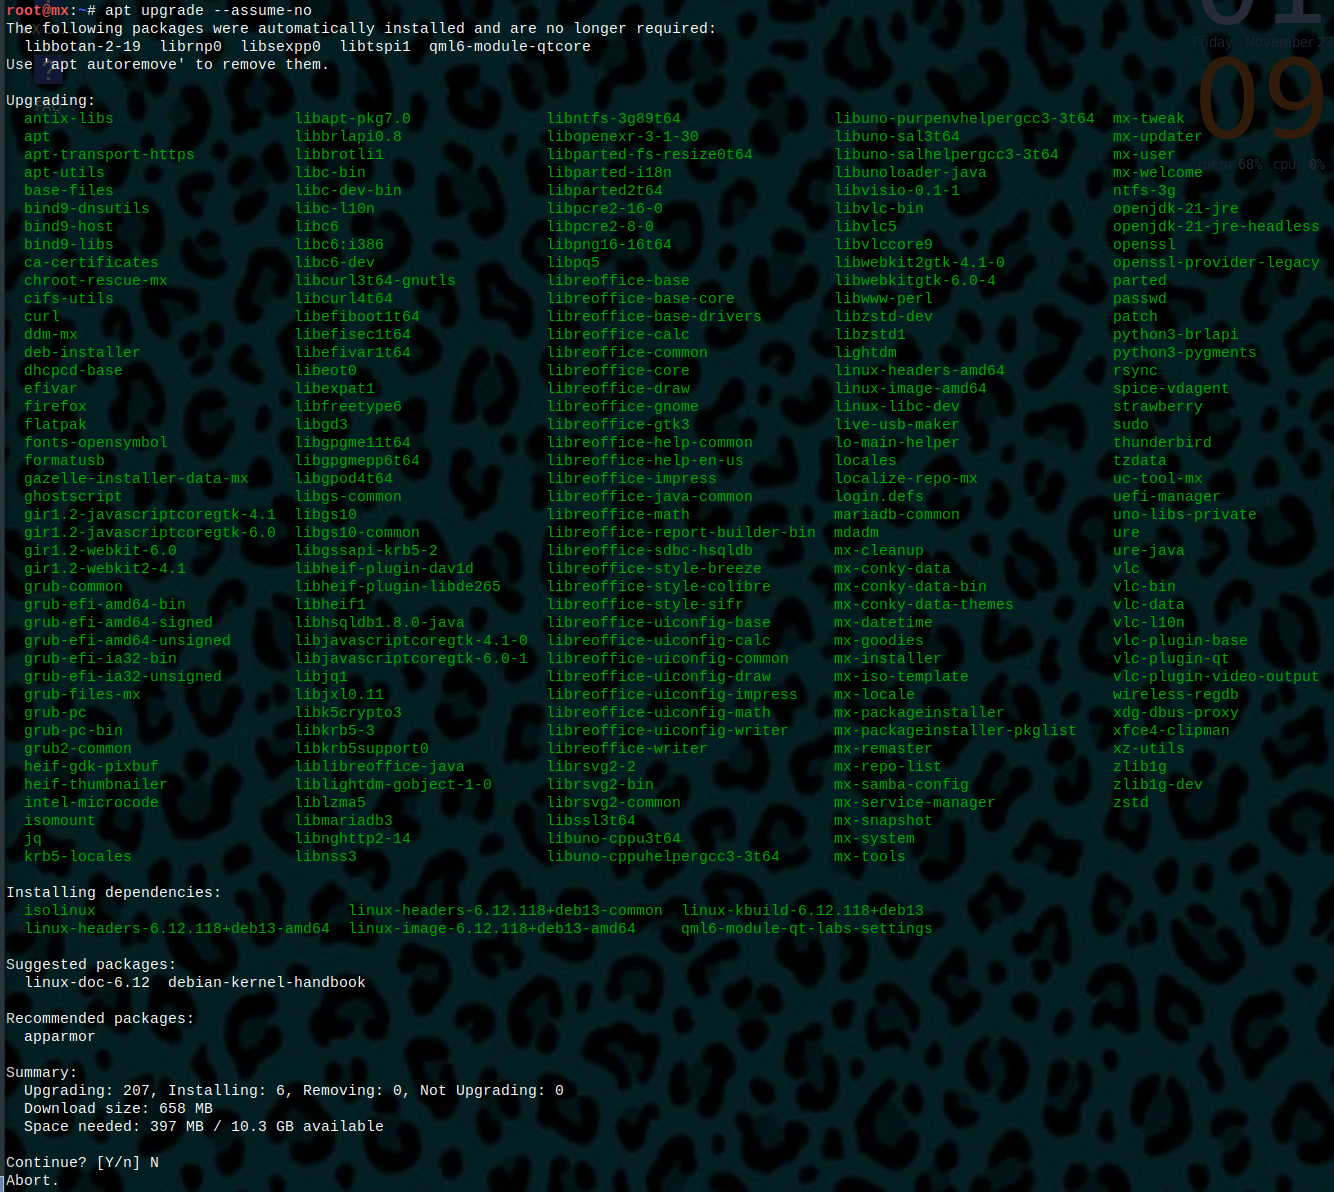 root@mx:~# apt upgrade --assume-no
The following packages were automatically installed and are no longer required:
  libbotan-2-19  librnp0  libsexpp0  libtspi1  qml6-module-qtcore
Use 'apt autoremove' to remove them.
Friday November 27
09
mem 68% cpu 0%
FAQ
Upgrading:
  antix-libs  libapt-pkg7.0  libntfs-3g89t64  libuno-purpenvhelpergcc3-3t64  mx-tweak
  apt  libbrlapi0.8  libopenexr-3-1-30  libuno-sal3t64  mx-updater
  apt-transport-https  libbrotli1  libparted-fs-resize0t64  libuno-salhelpergcc3-3t64  mx-user
  apt-utils  libc-bin  libparted-i18n  libunoloader-java  mx-welcome
  base-files  libc-dev-bin  libparted2t64  libvisio-0.1-1  ntfs-3g
  bind9-dnsutils  libc-l10n  libpcre2-16-0  libvlc-bin  openjdk-21-jre
  bind9-host  libc6  libpcre2-8-0  libvlc5  openjdk-21-jre-headless
  bind9-libs  libc6:i386  libpng16-16t64  libvlccore9  openssl
  ca-certificates  libc6-dev  libpq5  libwebkit2gtk-4.1-0  openssl-provider-legacy
  chroot-rescue-mx  libcurl3t64-gnutls  libreoffice-base  libwebkitgtk-6.0-4  parted
  cifs-utils  libcurl4t64  libreoffice-base-core  libwww-perl  passwd
  curl  libefiboot1t64  libreoffice-base-drivers  libzstd-dev  patch
  ddm-mx  libefisec1t64  libreoffice-calc  libzstd1  python3-brlapi
  deb-installer  libefivar1t64  libreoffice-common  lightdm  python3-pygments
  dhcpcd-base  libeot0  libreoffice-core  linux-headers-amd64  rsync
  efivar  libexpat1  libreoffice-draw  linux-image-amd64  spice-vdagent
  firefox  libfreetype6  libreoffice-gnome  linux-libc-dev  strawberry
  flatpak  libgd3  libreoffice-gtk3  live-usb-maker  sudo
  fonts-opensymbol  libgpgme11t64  libreoffice-help-common  lo-main-helper  thunderbird
  formatusb  libgpgmepp6t64  libreoffice-help-en-us  locales  tzdata
  gazelle-installer-data-mx  libgpod4t64  libreoffice-impress  localize-repo-mx  uc-tool-mx
  ghostscript  libgs-common  libreoffice-java-common  login.defs  uefi-manager
  gir1.2-javascriptcoregtk-4.1  libgs10  libreoffice-math  mariadb-common  uno-libs-private
  gir1.2-javascriptcoregtk-6.0  libgs10-common  libreoffice-report-builder-bin  mdadm  ure
  gir1.2-webkit-6.0  libgssapi-krb5-2  libreoffice-sdbc-hsqldb  mx-cleanup  ure-java
  gir1.2-webkit2-4.1  libheif-plugin-dav1d  libreoffice-style-breeze  mx-conky-data  vlc
  grub-common  libheif-plugin-libde265  libreoffice-style-colibre  mx-conky-data-bin  vlc-bin
  grub-efi-amd64-bin  libheif1  libreoffice-style-sifr  mx-conky-data-themes  vlc-data
  grub-efi-amd64-signed  libhsqldb1.8.0-java  libreoffice-uiconfig-base  mx-datetime  vlc-l10n
  grub-efi-amd64-unsigned  libjavascriptcoregtk-4.1-0  libreoffice-uiconfig-calc  mx-goodies  vlc-plugin-base
  grub-efi-ia32-bin  libjavascriptcoregtk-6.0-1  libreoffice-uiconfig-common  mx-installer  vlc-plugin-qt
  grub-efi-ia32-unsigned  libjq1  libreoffice-uiconfig-draw  mx-iso-template  vlc-plugin-video-output
  grub-files-mx  libjxl0.11  libreoffice-uiconfig-impress  mx-locale  wireless-regdb
  grub-pc  libk5crypto3  libreoffice-uiconfig-math  mx-packageinstaller  xdg-dbus-proxy
  grub-pc-bin  libkrb5-3  libreoffice-uiconfig-writer  mx-packageinstaller-pkglist  xfce4-clipman
  grub2-common  libkrb5support0  libreoffice-writer  mx-remaster  xz-utils
  heif-gdk-pixbuf  liblibreoffice-java  librsvg2-2  mx-repo-list  zlib1g
  heif-thumbnailer  liblightdm-gobject-1-0  librsvg2-bin  mx-samba-config  zlib1g-dev
  intel-microcode  liblzma5  librsvg2-common  mx-service-manager  zstd
  isomount  libmariadb3  libssl3t64  mx-snapshot
  jq  libnghttp2-14  libuno-cppu3t64  mx-system
  krb5-locales  libnss3  libuno-cppuhelpergcc3-3t64  mx-tools
Installing dependencies:
  isolinux  linux-headers-6.12.118+deb13-common  linux-kbuild-6.12.118+deb13
  linux-headers-6.12.118+deb13-amd64  linux-image-6.12.118+deb13-amd64  qml6-module-qt-labs-settings
Suggested packages:
  linux-doc-6.12  debian-kernel-handbook
Recommended packages:
  apparmor
Summary:
  Upgrading: 207, Installing: 6, Removing: 0, Not Upgrading: 0
  Download size: 658 MB
  Space needed: 397 MB / 10.3 GB available
Continue? [Y/n] N
Abort.